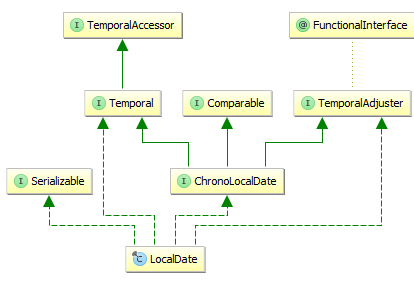 I TemporalAccessor
@ FunctionalInterface
I Temporal
I Comparable
I TemporalAdjuster
I Serializable
I ChronoLocalDate
C LocalDate